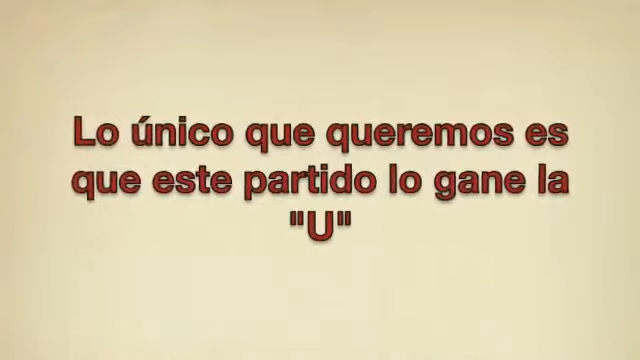 Lo único que queremos es
que este partido lo gane la
"U"